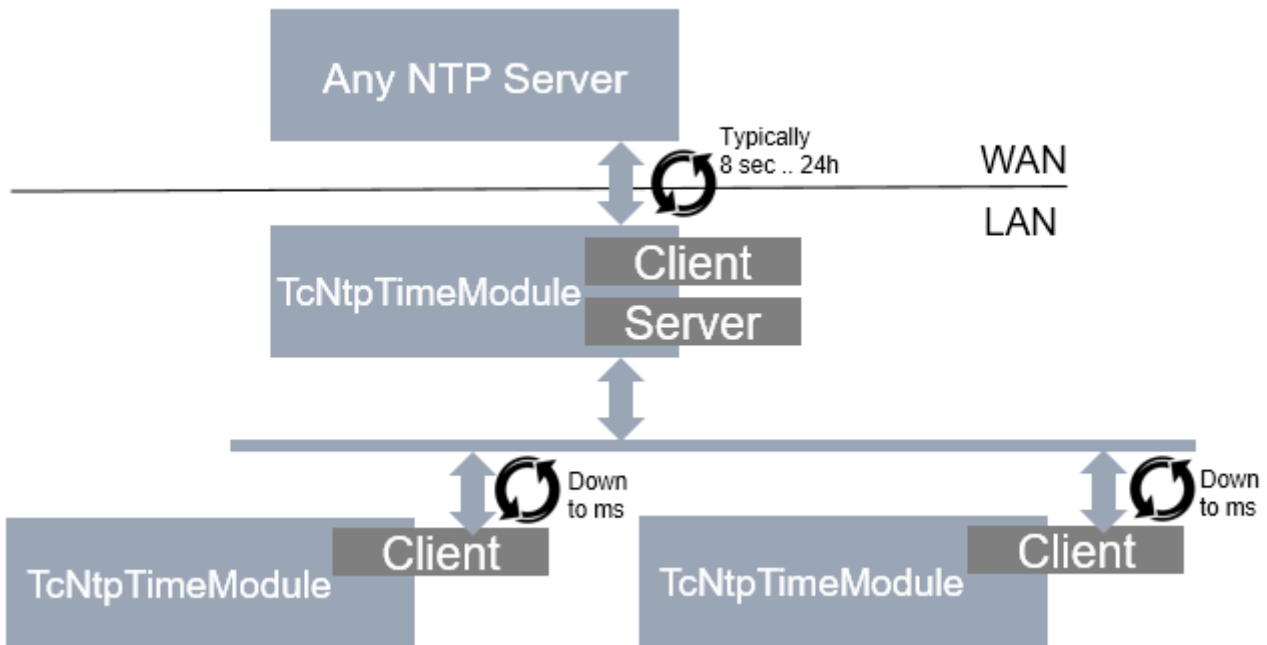 Any NTP Server
Typically
8 sec .. 24h
WAN
LAN
Client
TcNtpTimeModule
Server
Down
to ms
Down
to ms
Client
TcNtpTimeModule
Client
TcNtpTimeModule